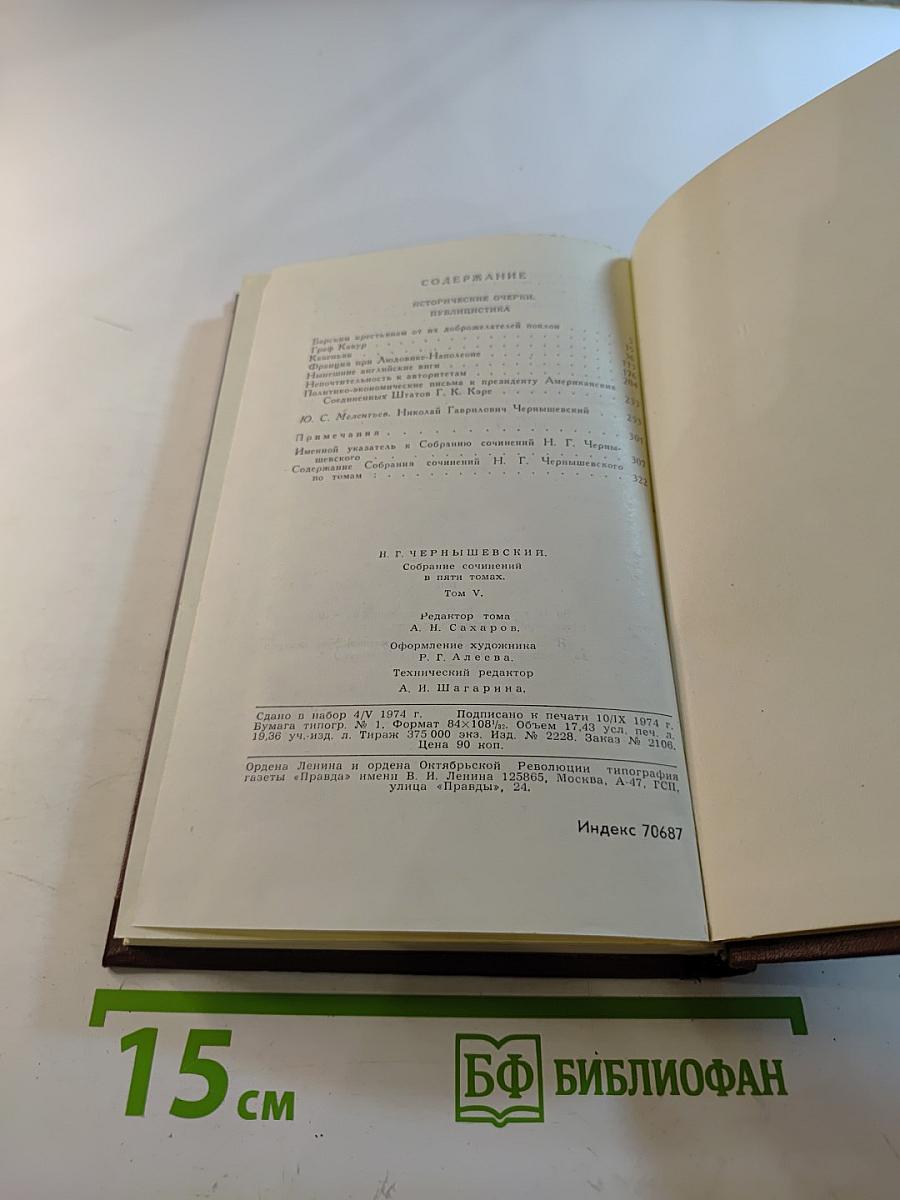 СОДЕРЖАНИЕ
ИСТОРИЧЕСКИЕ ОЧЕРКИ.
ПУБЛИЦИСТИКА
Барским крестьянам от их доброжелателей поклон
Граф Кавур
Кавеньяк
Франция при Людовике-Наполеоне
Нынешние английские виги
Непочтительность к авторитетам
Политико-экономические письма к президенту Американских
Соединенных Штатов Г. К. Кэре
Ю. С. Мелентьев. Николай Гаврилович Чернышевский
Примечания . . . . . . . . 301
Именной указатель к Собранию сочинений Н. Г. Черны-
шевского . . . . . . . . 307
Содержание Собрания сочинений Н. Г. Чернышевского
по томам : . . . . . . . . 322
Н. Г. ЧЕРНЫШЕВСКИЙ.
Собрание сочинений
в пяти томах.
Том V.
Редактор тома
А. Н. Сахаров.
Оформление художника
Р. Г. Алеева.
Технический редактор
А. И. Шагарина.
Сдано в набор 4/V 1974 г. Подписано к печати 10/IX 1974 г.
Бумага типогр. № 1. Формат 84×108¹/₃₂. Объем 17,43 усл. печ. л.
19,36 уч.-изд. л. Тираж 375 000 экз. Изд. № 2228. Заказ № 2106.
Цена 90 коп.
Ордена Ленина и ордена Октябрьской Революции типография
газеты «Правда» имени В. И. Ленина 125865, Москва, А-47, ГСП,
улица «Правды», 24.
Индекс 70687
15 см
БФ БИБЛИОФАН